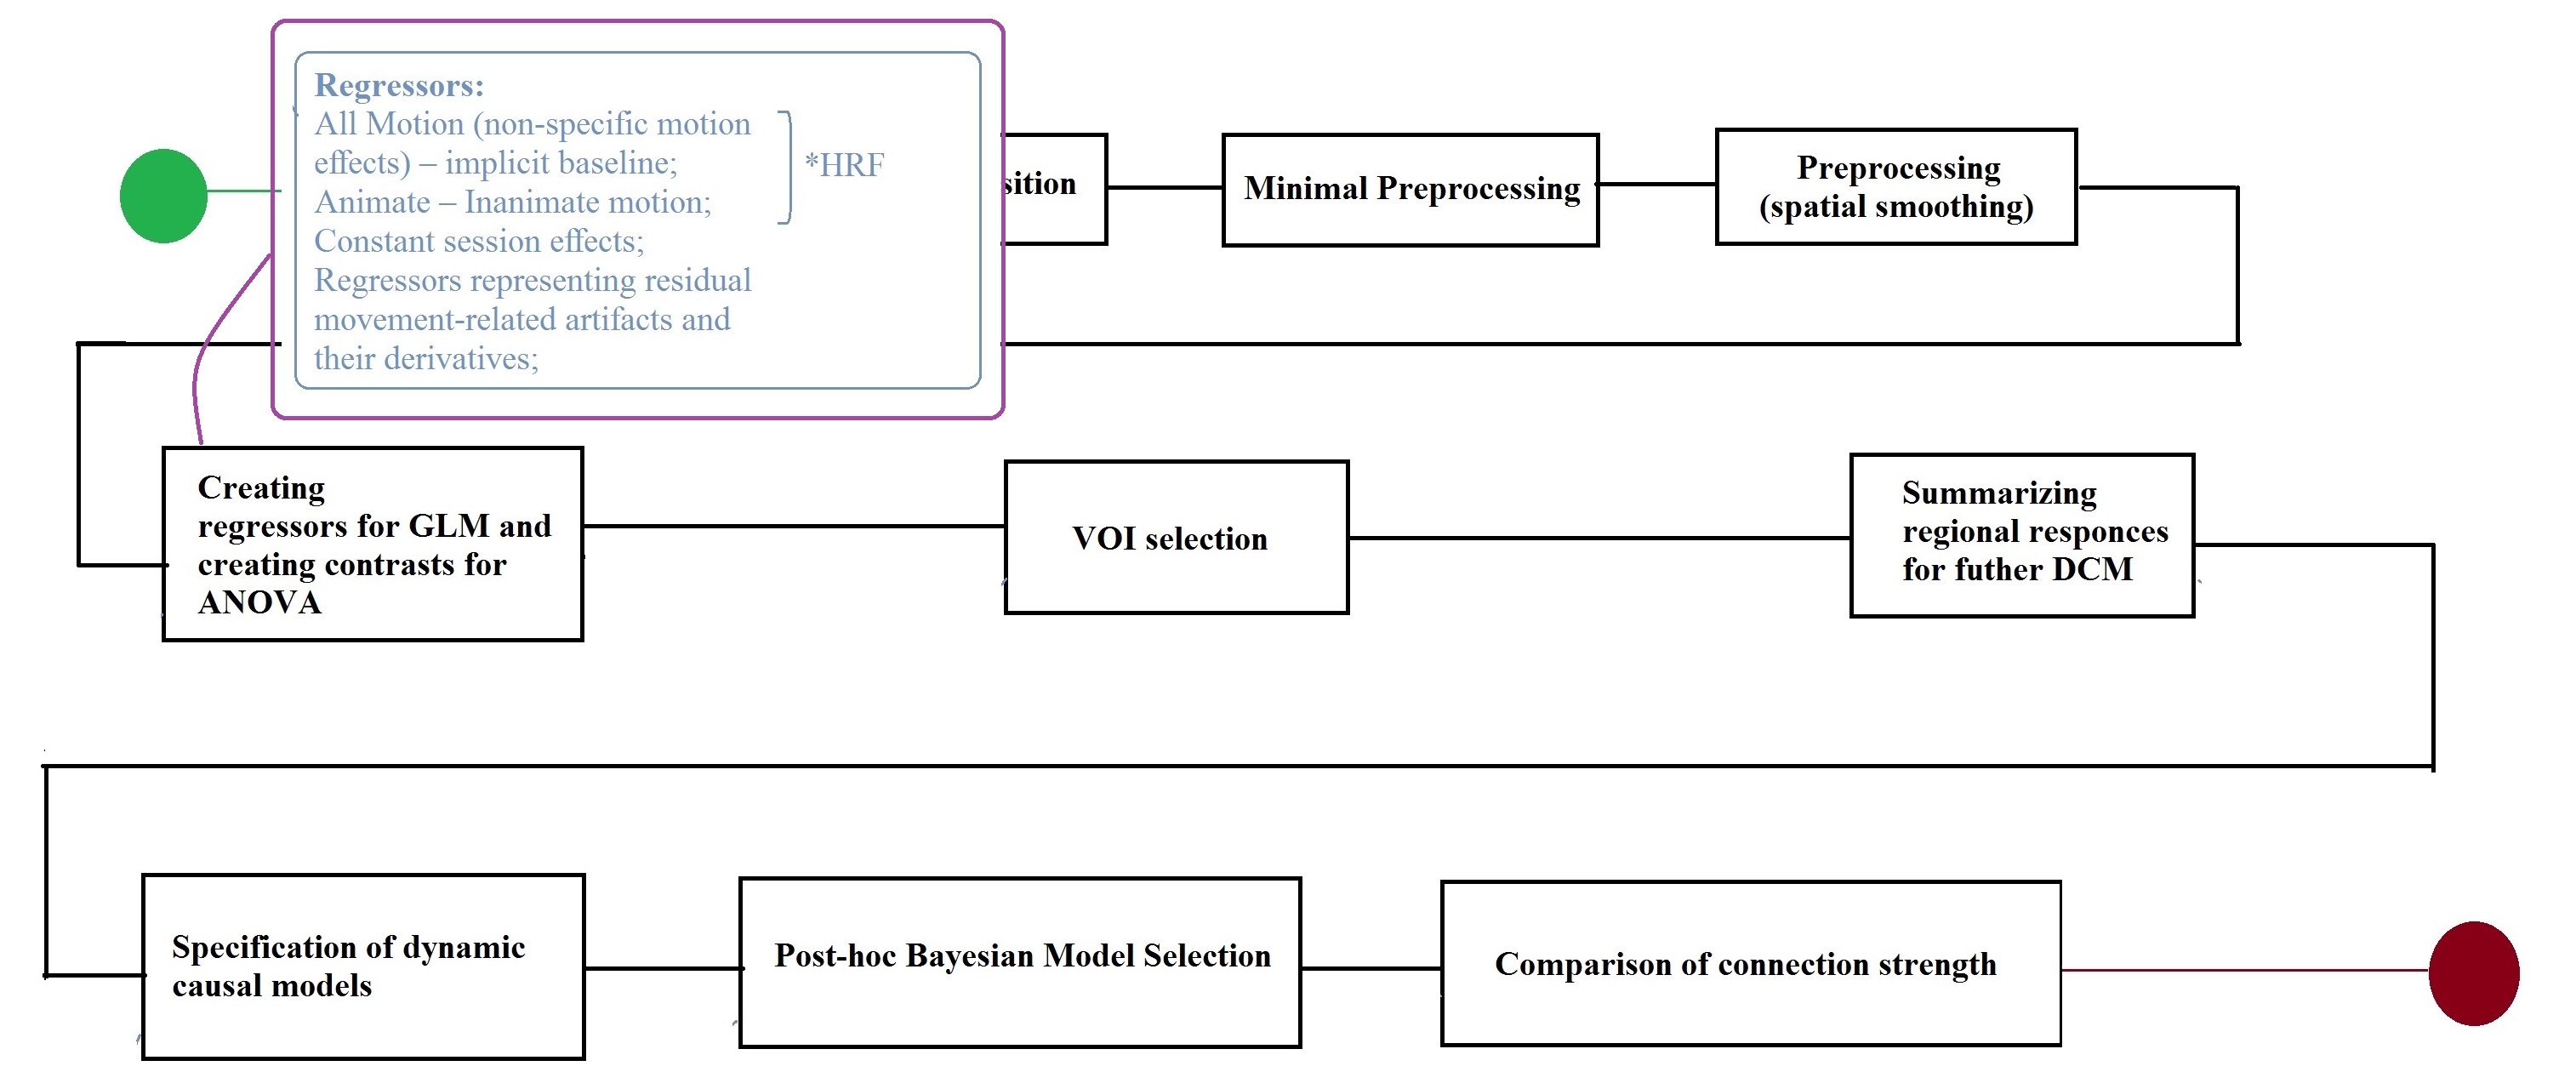 Regressors:
All Motion (non-specific motion
effects) – implicit baseline;
Animate – Inanimate motion;
*HRF
Constant session effects;
Regressors representing residual
movement-related artifacts and
their derivatives;
sition
Minimal Preprocessing
Preprocessing
(spatial smoothing)
Creating
regressors for GLM and
creating contrasts for
ANOVA
VOI selection
Summarizing
regional responces
for futher DCM
Specification of dynamic
causal models
Post-hoc Bayesian Model Selection
Comparison of connection strength